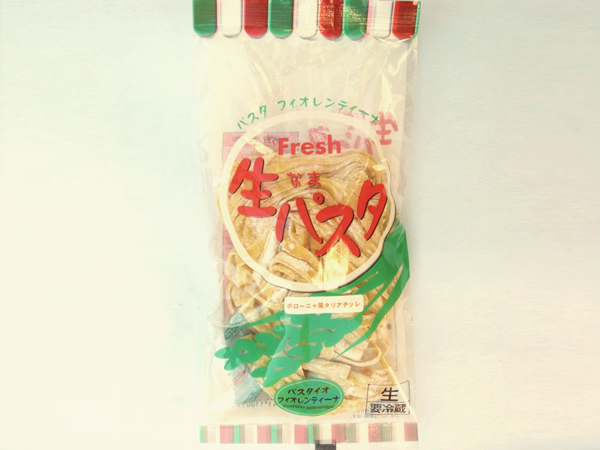 パスタ フィオレンティーナ
Fresh
生パスタ
なま
ボローニャ風タリアテッレ
パスタイオ
フィオレンティーナ
生
要冷蔵